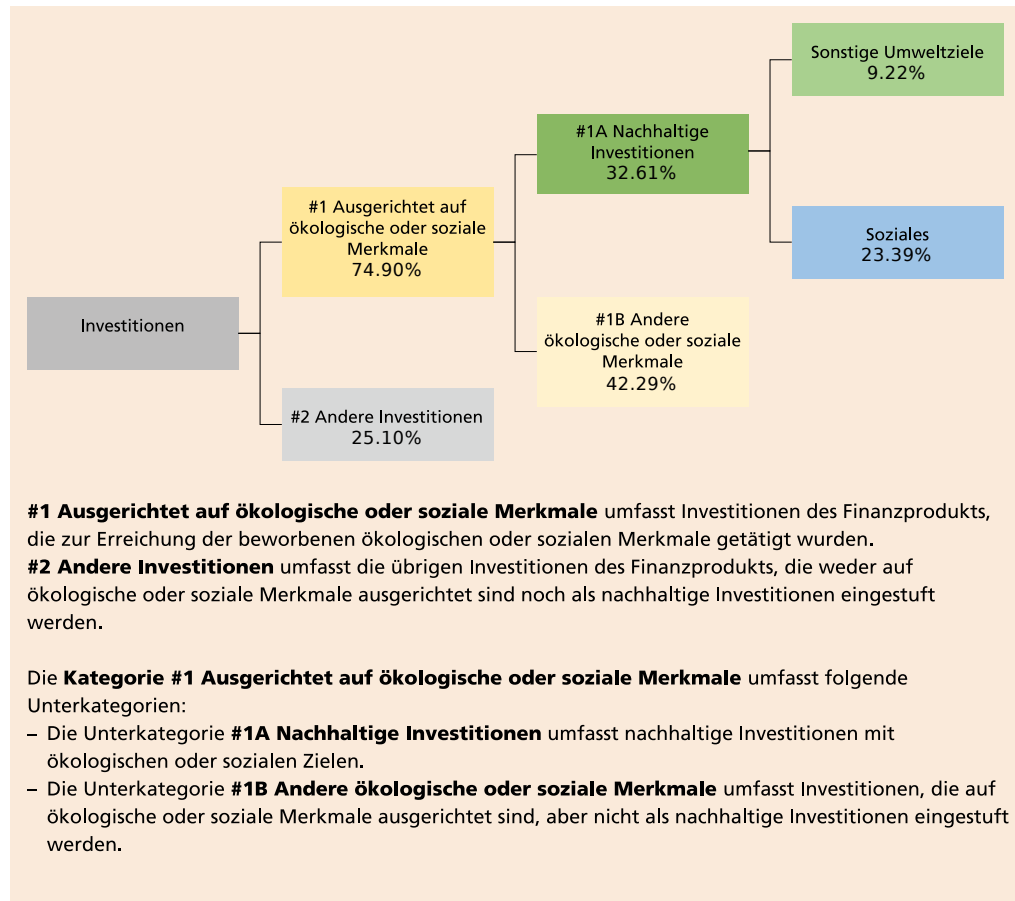 Sonstige Umweltziele
9.22%
#1A Nachhaltige
Investitionen
32.61%
#1 Ausgerichtet auf
ökologische oder soziale
Merkmale
74.90%
Soziales
23.39%
Investitionen
#1B Andere
ökologische oder soziale
Merkmale
42.29%
#2 Andere Investitionen
25.10%
#1 Ausgerichtet auf ökologische oder soziale Merkmale umfasst Investitionen des Finanzprodukts,
die zur Erreichung der beworbenen ökologischen oder sozialen Merkmale getätigt wurden.
#2 Andere Investitionen umfasst die übrigen Investitionen des Finanzprodukts, die weder auf
ökologische oder soziale Merkmale ausgerichtet sind noch als nachhaltige Investitionen eingestuft
werden.
Die Kategorie #1 Ausgerichtet auf ökologische oder soziale Merkmale umfasst folgende
Unterkategorien:
– Die Unterkategorie #1A Nachhaltige Investitionen umfasst nachhaltige Investitionen mit
ökologischen oder sozialen Zielen.
– Die Unterkategorie #1B Andere ökologische oder soziale Merkmale umfasst Investitionen, die auf
ökologische oder soziale Merkmale ausgerichtet sind, aber nicht als nachhaltige Investitionen eingestuft
werden.